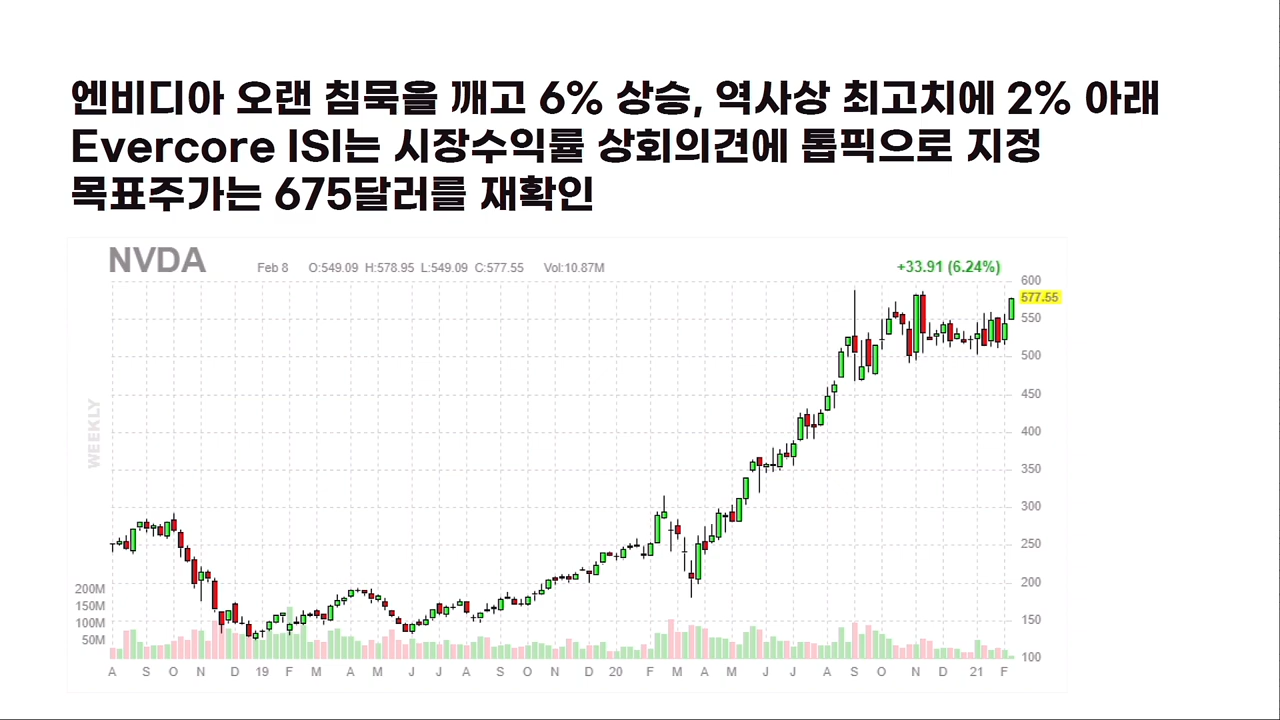 엔비디아 오랜 침묵을 깨고 6% 상승, 역사상 최고치에 2% 아래
Evercore ISI는 시장수익률 상회의견에 톱픽으로 지정
목표주가는 675달러를 재확인
NVDA Feb 8 O:549.09 H:578.95 L:549.09 C:577.55 Vol:10.87M +33.91 (6.24%)
600
577.55
550
500
450
400
350
300
250
200
150
100
WEEKLY
200M
150M
100M
50M
A S O N D 19 F M A M J J A S O N D 20 F M A M J J A S O N D 21 F